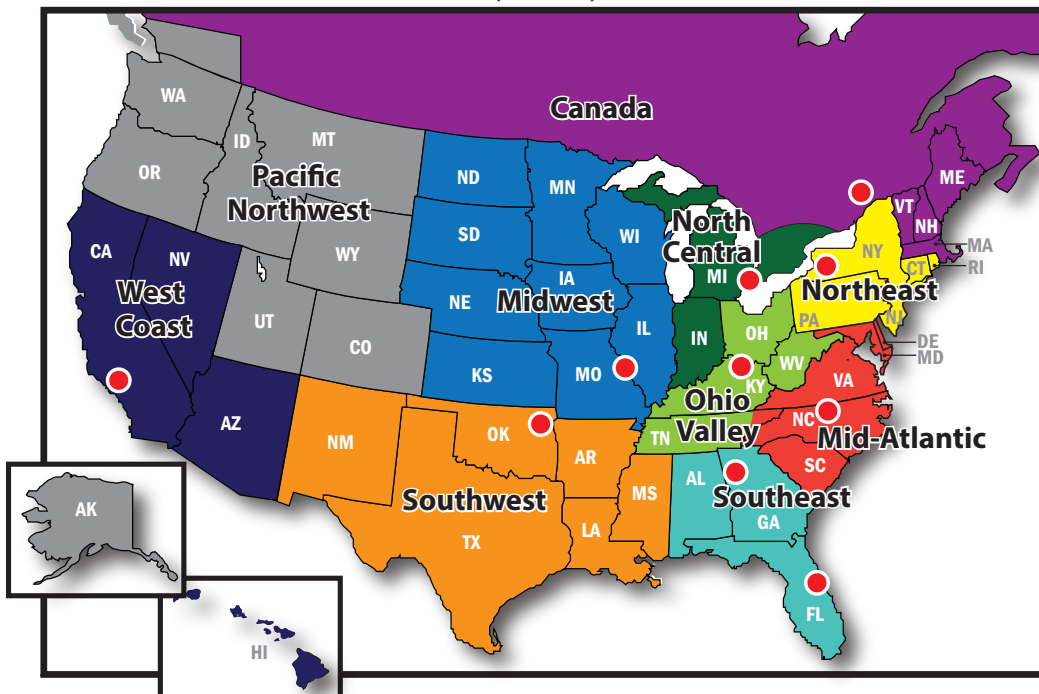 Canada
WA
MT
ID
OR
Pacific
Northwest
ND
MN
ME
VT
NH
North
Central
SD
WI
NY
MA
CA
NV
WY
CT
RI
MI
IA
West
Coast
NE
Midwest
Northeast
UT
CO
IL
IN
OH
PA
NJ
DE
MD
WV
KS
MO
KY
VA
Ohio
Valley
AZ
NM
OK
TN
NC
Mid-Atlantic
AR
SC
Southwest
MS
AL
Southeast
GA
AK
TX
LA
FL
HI